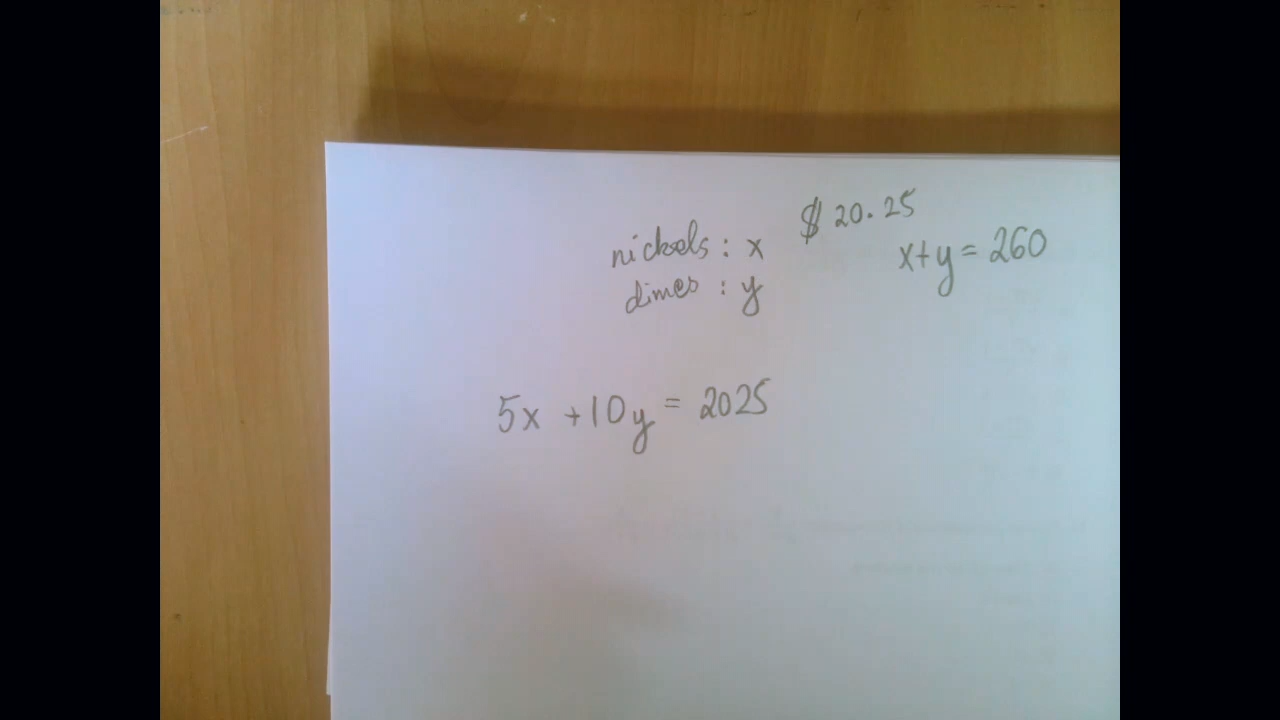 $ 20.25
nickels : x
x+y = 260
dimes : y
5x +10y = 2025